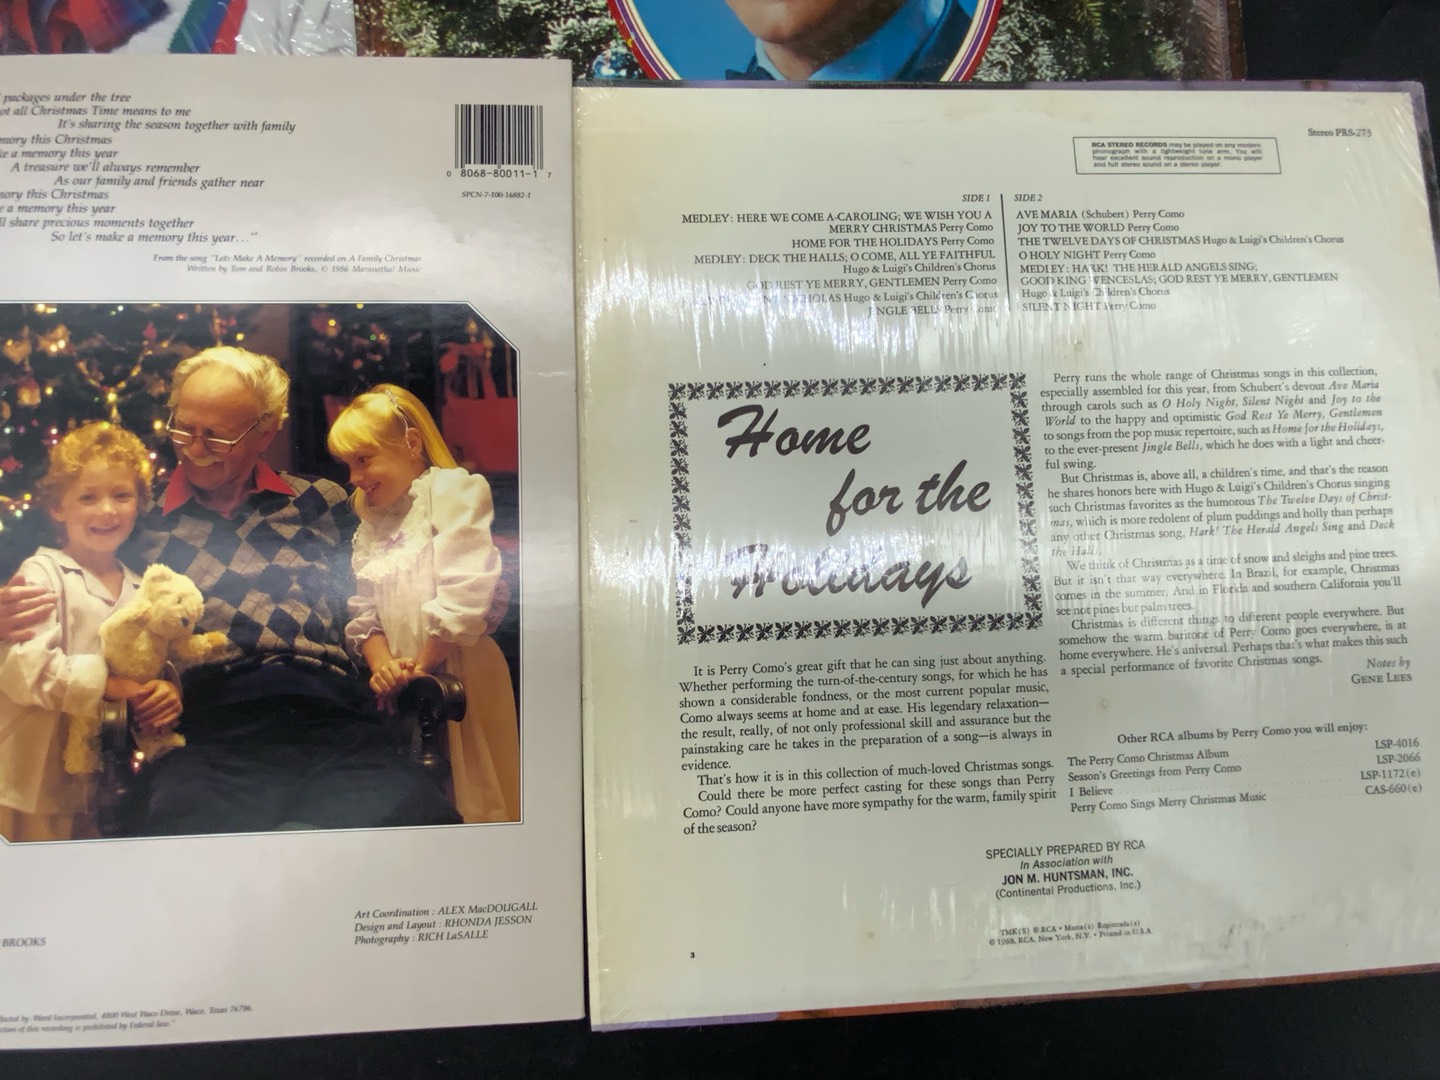 packages under the tree
ot all Christmas Time means to me
It's sharing the season together with family
mory this Christmas
ke a memory this year
A treasure we'll always remember
As our family and friends gather near
mory this Christmas
e a memory this year
ll share precious moments together
So let's make a memory this year..."
From the song "Lets Make A Memory" recorded on A Family Christmas
Written by Tom and Robin Brooks, © 1986 Maranatha! Music
0 8068-80011-1 7
SPCN-7-100-16882-1
BROOKS
Art Coordination : ALEX MacDOUGALL
Design and Layout : RHONDA JESSON
Photography : RICH LaSALLE
buted by: Word Incorporated. 4800 West Waco Drive, Waco, Texas 76796.
ction of this recording is prohibited by Federal law."
Stereo PRS-273
RCA STEREO RECORDS may be played on any modern
phonograph with a lightweight tone arm. You will
hear excellent sound reproduction on a mono player
and full stereo sound on a stereo player.
SIDE 1
MEDLEY: HERE WE COME A-CAROLING; WE WISH YOU A
MERRY CHRISTMAS Perry Como
HOME FOR THE HOLIDAYS Perry Como
MEDLEY: DECK THE HALLS; O COME, ALL YE FAITHFUL
Hugo & Luigi's Children's Chorus
GOD REST YE MERRY, GENTLEMEN Perry Como
NICHOLAS Hugo & Luigi's Children's Chorus
JINGLE BELLS Perry Como
SIDE 2
AVE MARIA (Schubert) Perry Como
JOY TO THE WORLD Perry Como
THE TWELVE DAYS OF CHRISTMAS Hugo & Luigi's Children's Chorus
O HOLY NIGHT Perry Como
MEDLEY: HARK! THE HERALD ANGELS SING;
GOOD KING WENCESLAS; GOD REST YE MERRY, GENTLEMEN
Hugo & Luigi's Children's Chorus
SILENT NIGHT Perry Como
Home
for the
Holidays
It is Perry Como's great gift that he can sing just about anything.
Whether performing the turn-of-the-century songs, for which he has
shown a considerable fondness, or the most current popular music,
Como always seems at home and at ease. His legendary relaxation—
the result, really, of not only professional skill and assurance but the
painstaking care he takes in the preparation of a song—is always in
evidence.
That's how it is in this collection of much-loved Christmas songs.
Could there be more perfect casting for these songs than Perry
Como? Could anyone have more sympathy for the warm, family spirit
of the season?
Perry runs the whole range of Christmas songs in this collection,
especially assembled for this year, from Schubert's devout Ave Maria
through carols such as O Holy Night, Silent Night and Joy to the
World to the happy and optimistic God Rest Ye Merry, Gentlemen
to songs from the pop music repertoire, such as Home for the Holidays,
to the ever-present Jingle Bells, which he does with a light and cheer-
ful swing.
But Christmas is, above all, a children's time, and that's the reason
he shares honors here with Hugo & Luigi's Children's Chorus singing
such Christmas favorites as the humorous The Twelve Days of Christ-
mas, which is more redolent of plum puddings and holly than perhaps
any other Christmas song, Hark! The Herald Angels Sing and Deck
the Halls.
We think of Christmas as a time of snow and sleighs and pine trees.
But it isn't that way everywhere. In Brazil, for example, Christmas
comes in the summer. And in Florida and southern California you'll
see not pines but palm trees.
Christmas is different things to different people everywhere. But
somehow the warm baritone of Perry Como goes everywhere, is at
home everywhere. He's universal. Perhaps that's what makes this such
a special performance of favorite Christmas songs.
Notes by
GENE LEES
Other RCA albums by Perry Como you will enjoy:
The Perry Como Christmas Album LSP-4016
Season's Greetings from Perry Como LSP-2066
I Believe LSP-1172(e)
Perry Como Sings Merry Christmas Music CAS-660(e)
SPECIALLY PREPARED BY RCA
In Association with
JON M. HUNTSMAN, INC.
(Continental Productions, Inc.)
TMK(S) ® RCA • Marca(s) Registrada(s)
© 1968, RCA, New York, N.Y. • Printed in U.S.A.
3